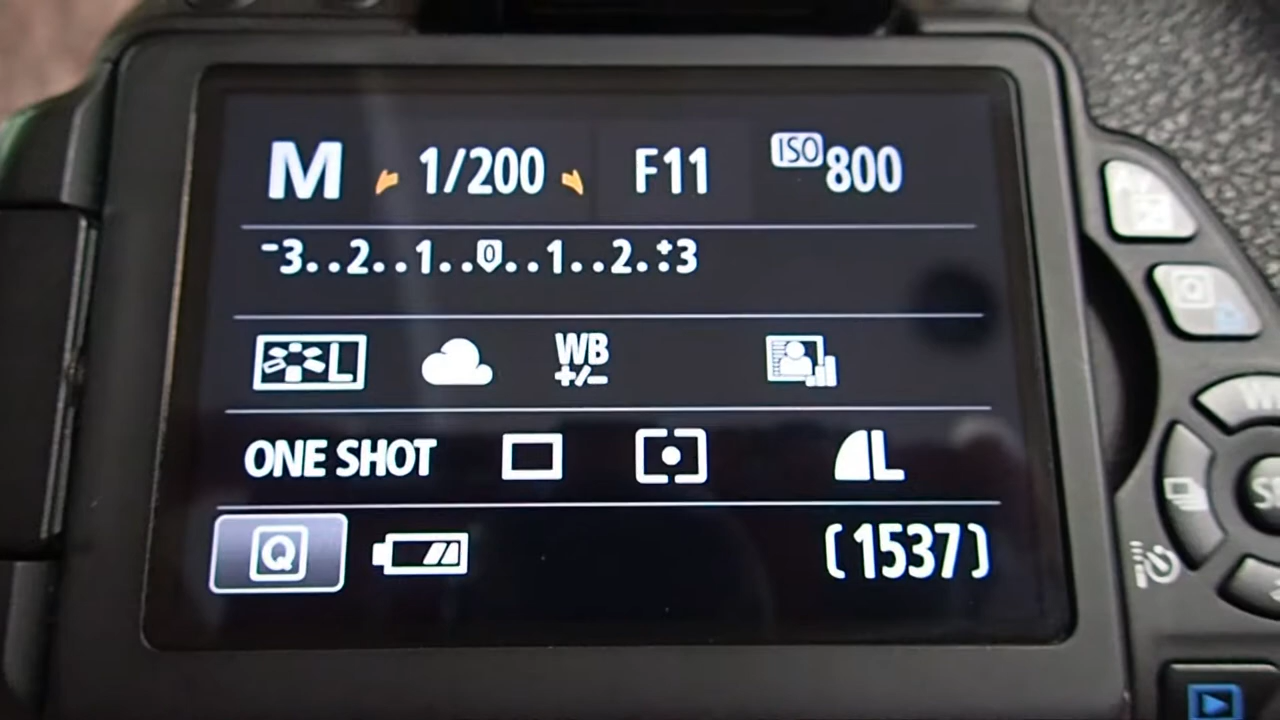 M 1/200 F11 ISO 800
-3..2..1..0..1..2.:+3
L WB +/-
ONE SHOT L
Q (1537)
Q